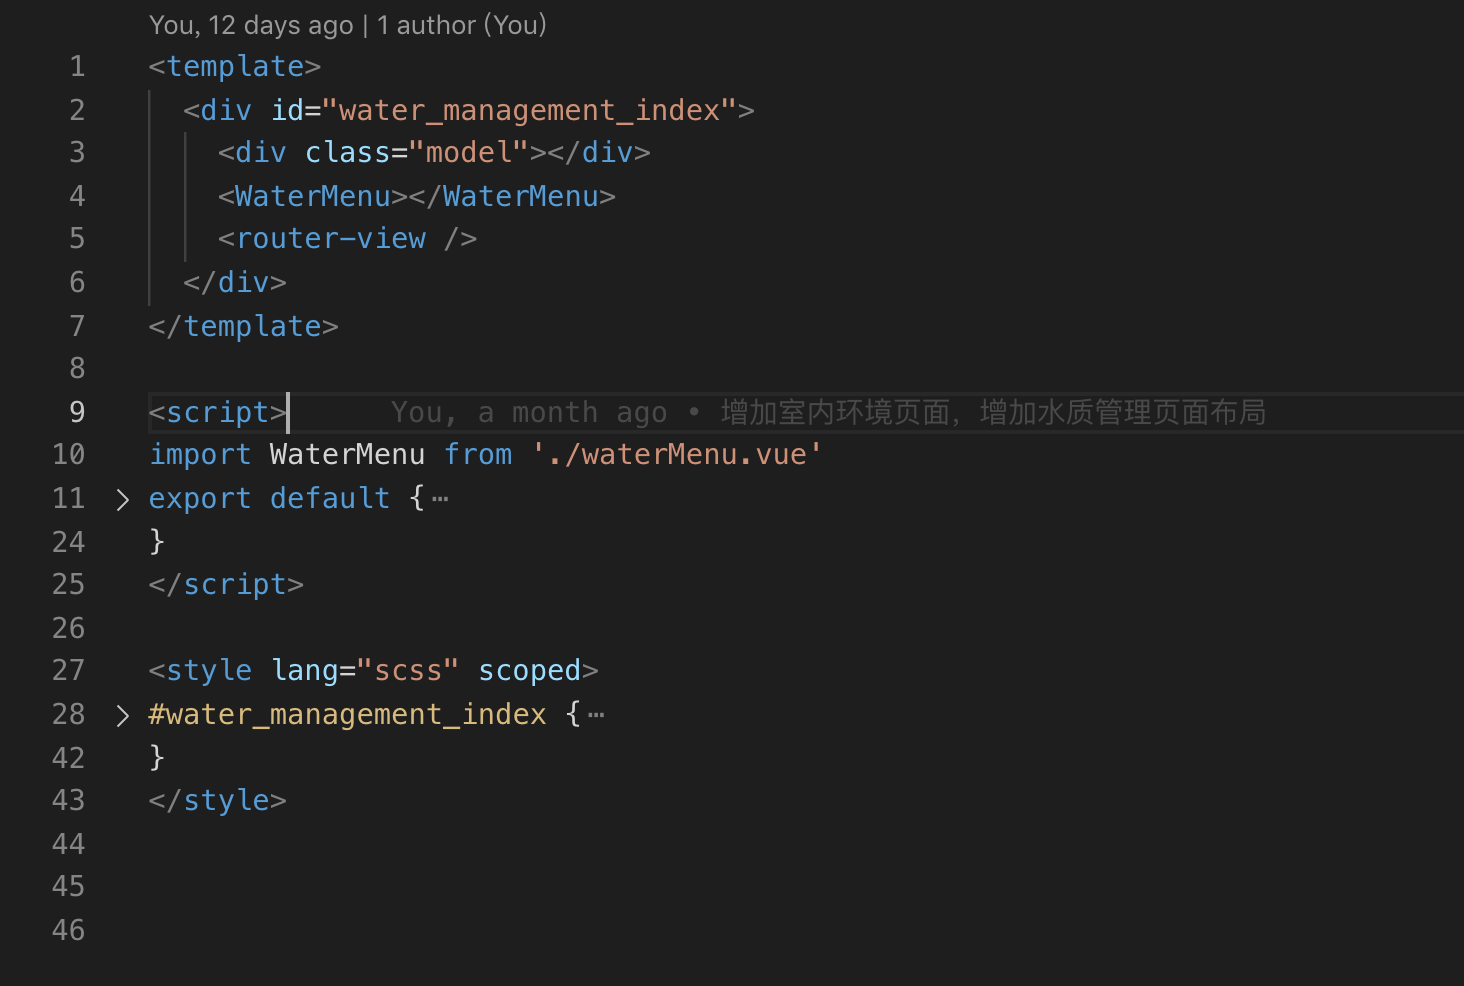 You, 12 days ago | 1 author (You)
1 <template>
2 <div id="water_management_index">
3 <div class="model"></div>
4 <WaterMenu></WaterMenu>
5 <router-view />
6 </div>
7 </template>
8
9 <script> You, a month ago • 增加室内环境页面，增加水质管理页面布局
10 import WaterMenu from './waterMenu.vue'
11 export default {⋯
24 }
25 </script>
26
27 <style lang="scss" scoped>
28 #water_management_index {⋯
42 }
43 </style>
44
45
46